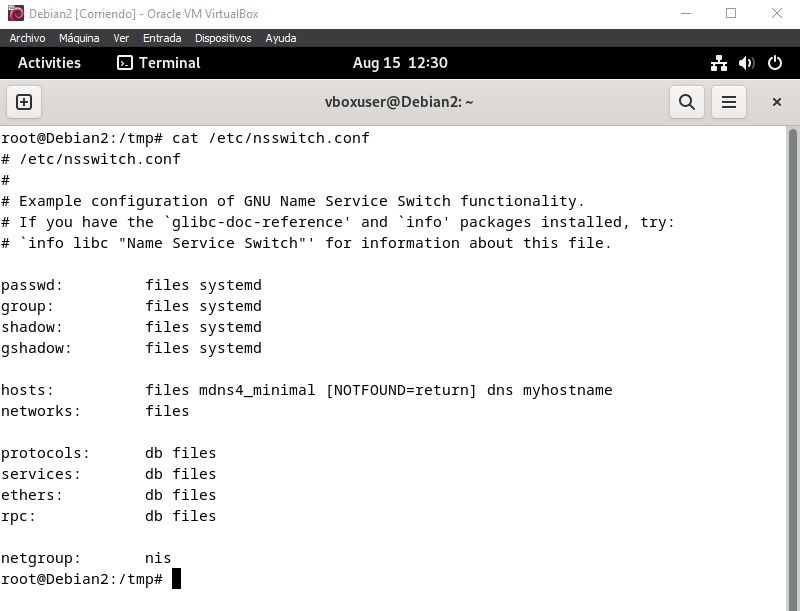 Debian2 [Corriendo] - Oracle VM VirtualBox
Archivo Máquina Ver Entrada Dispositivos Ayuda
Activities Terminal Aug 15 12:30
vboxuser@Debian2: ~
root@Debian2:/tmp# cat /etc/nsswitch.conf
# /etc/nsswitch.conf
#
# Example configuration of GNU Name Service Switch functionality.
# If you have the `glibc-doc-reference' and `info' packages installed, try:
# `info libc "Name Service Switch"' for information about this file.

passwd:         files systemd
group:          files systemd
shadow:         files systemd
gshadow:        files systemd

hosts:          files mdns4_minimal [NOTFOUND=return] dns myhostname
networks:       files

protocols:      db files
services:       db files
ethers:         db files
rpc:            db files

netgroup:       nis
root@Debian2:/tmp#